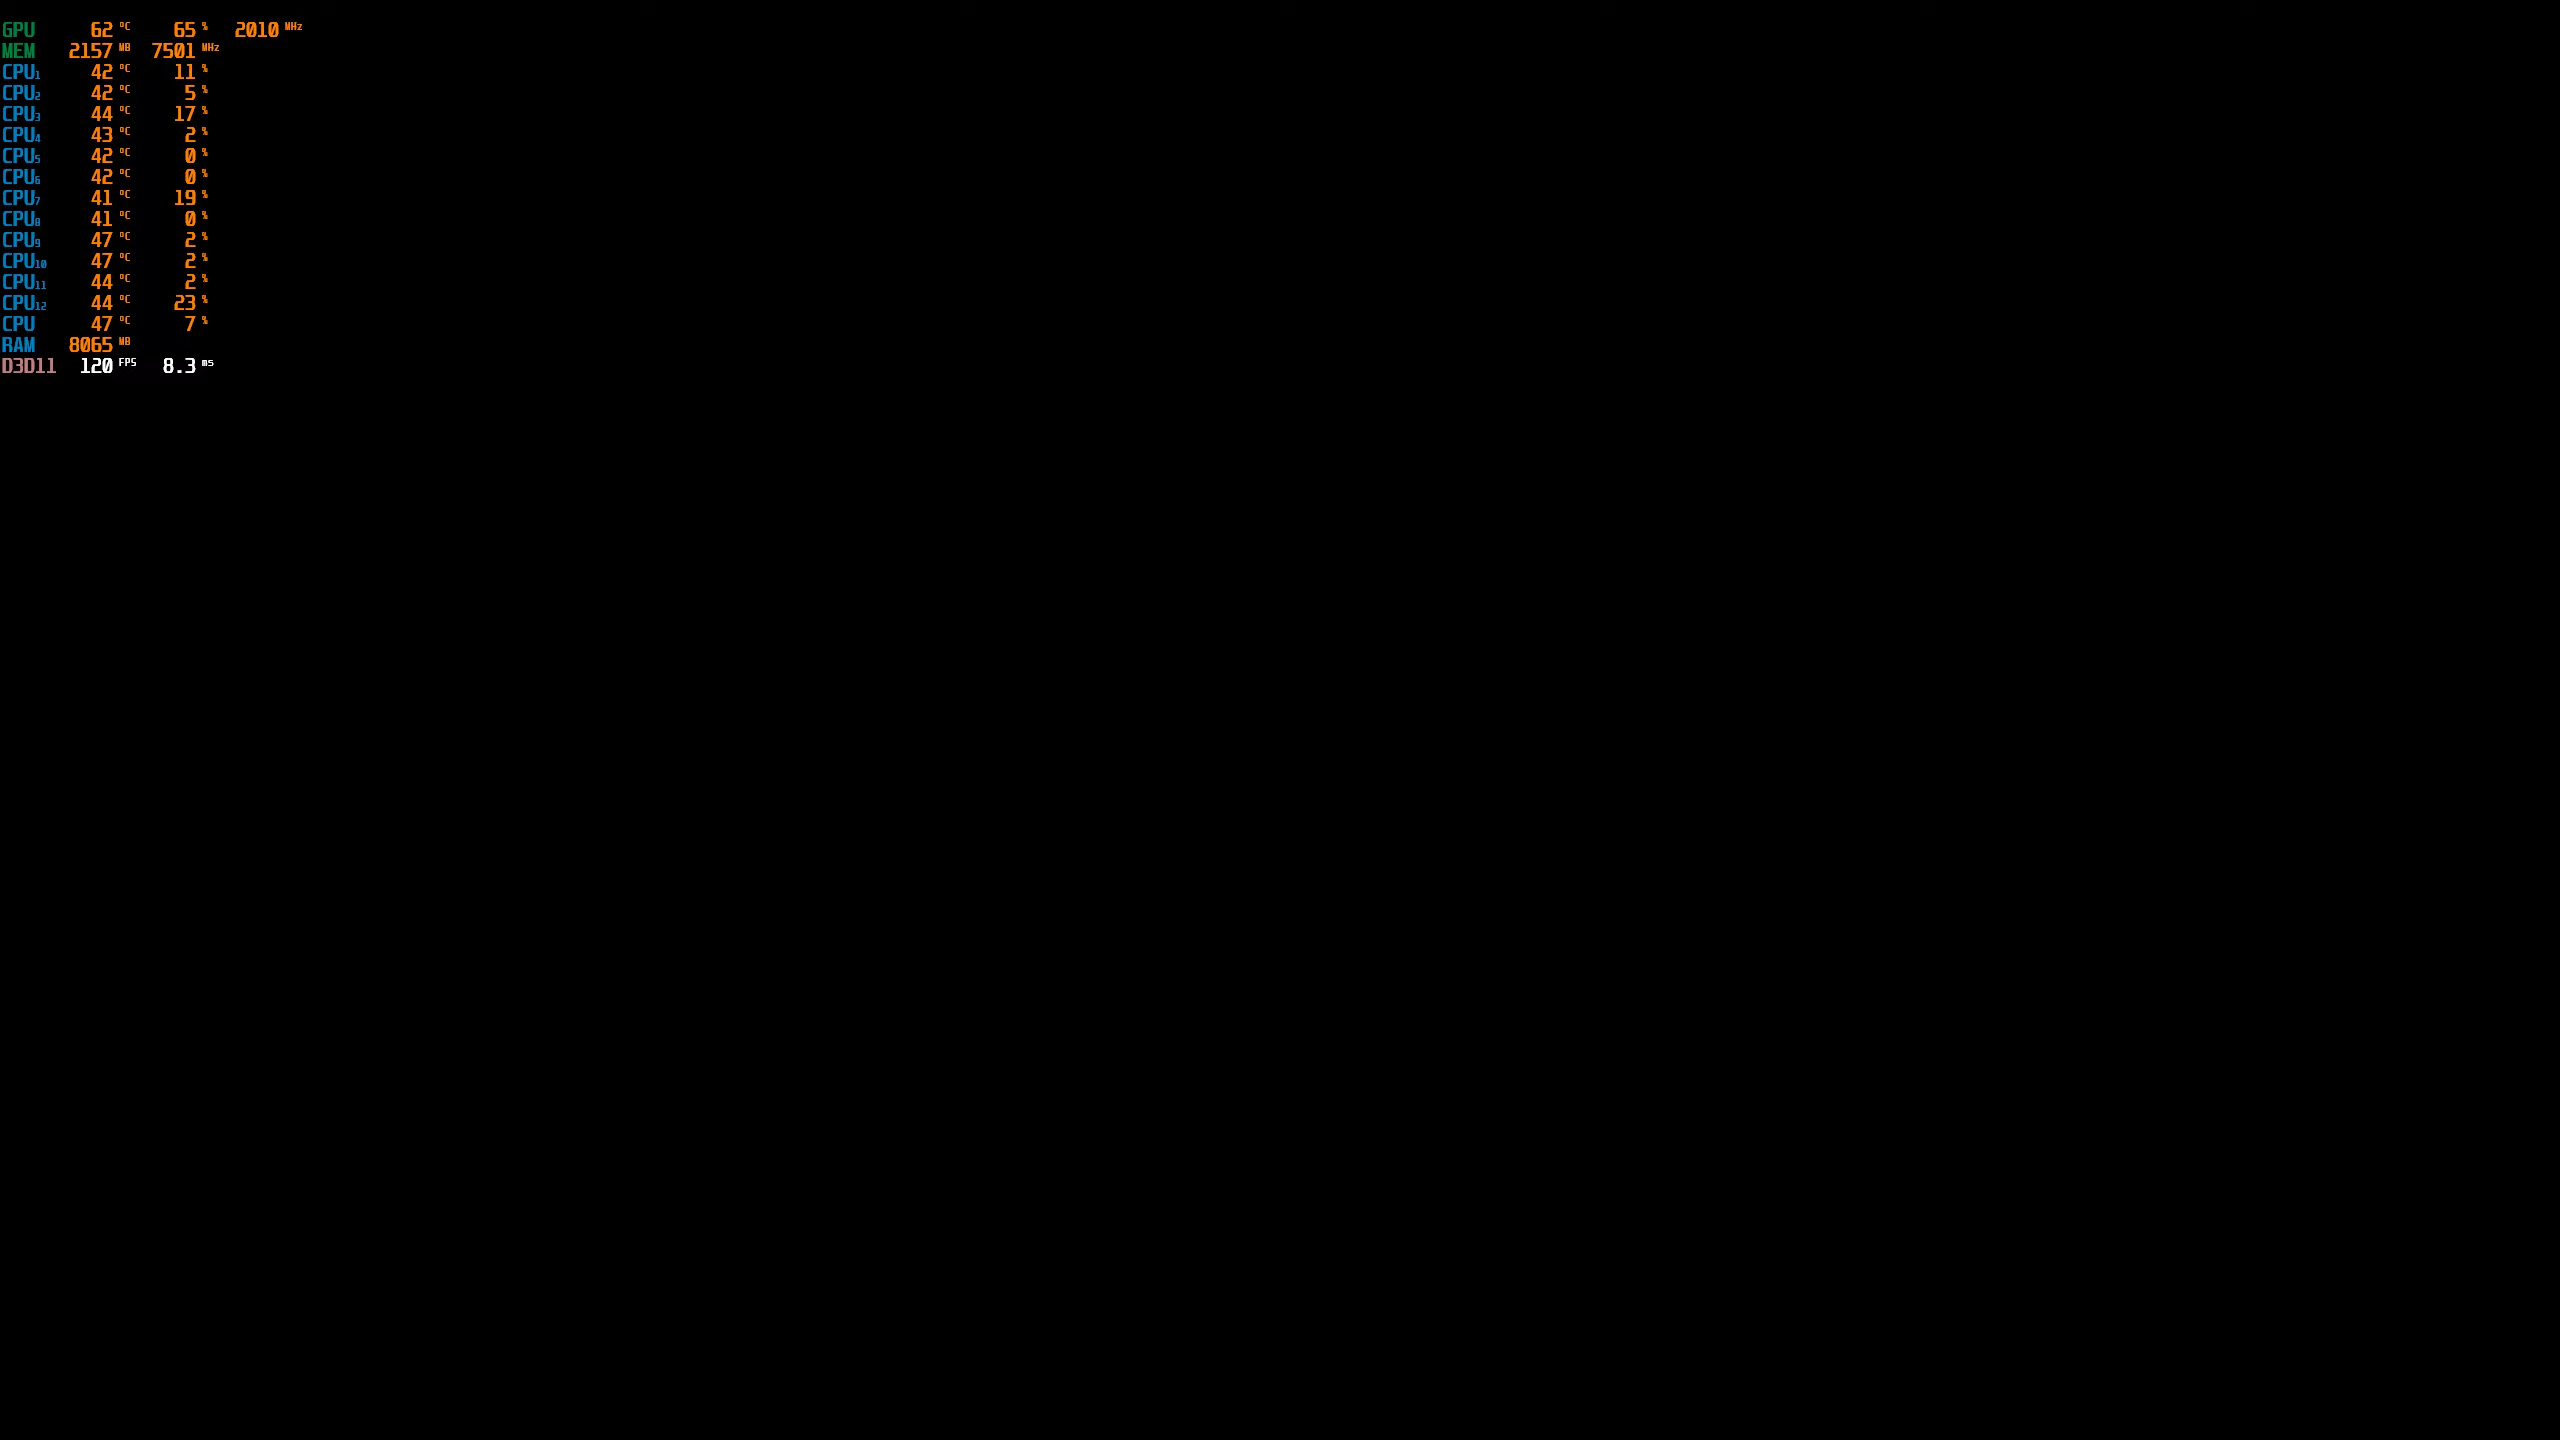 GPU 62 °C 65 % 2010 MHz
MEM 2157 MB 7501 MHz
CPU1 42 °C 11 %
CPU2 42 °C 5 %
CPU3 44 °C 17 %
CPU4 43 °C 2 %
CPU5 42 °C 0 %
CPU6 42 °C 0 %
CPU7 41 °C 19 %
CPU8 41 °C 0 %
CPU9 47 °C 2 %
CPU10 47 °C 2 %
CPU11 44 °C 2 %
CPU12 44 °C 23 %
CPU 47 °C 7 %
RAM 8065 MB
D3D11 120 FPS 8.3 ms